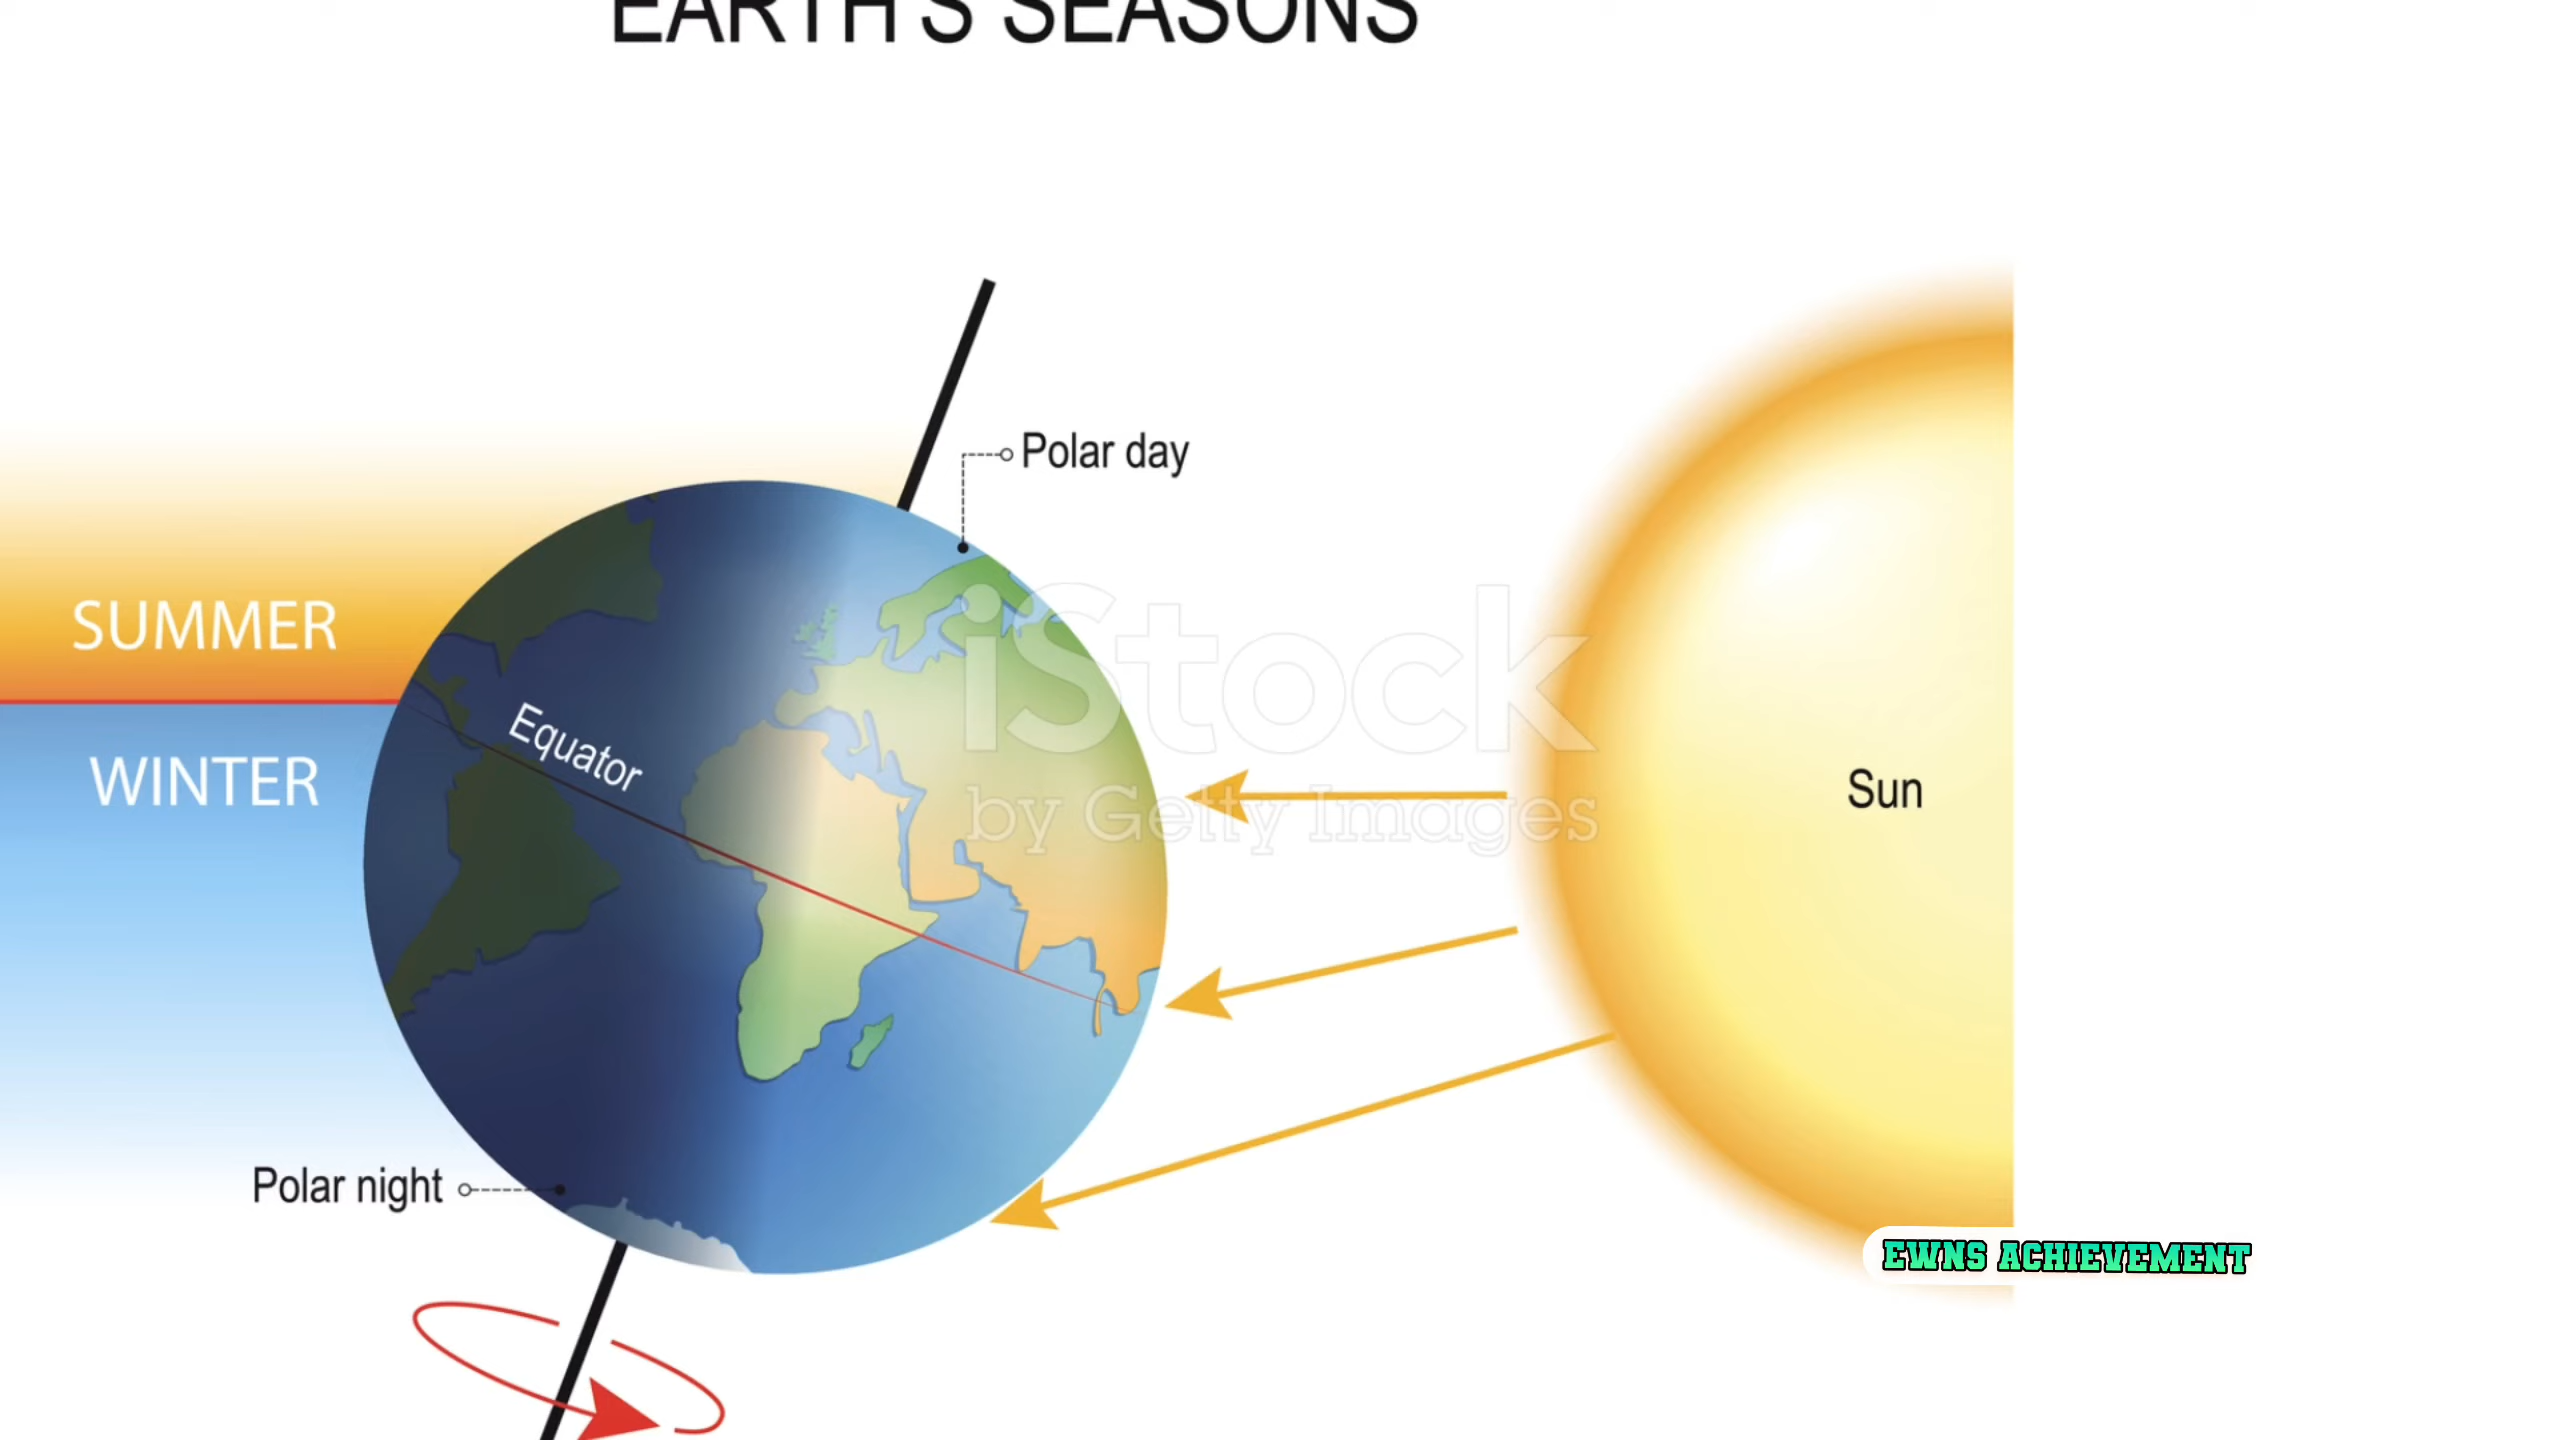 EARTH'S SEASONS
Polar day
SUMMER
WINTER
Equator
iStock
by Getty Images
Sun
Polar night
EWNS ACHIEVEMENT